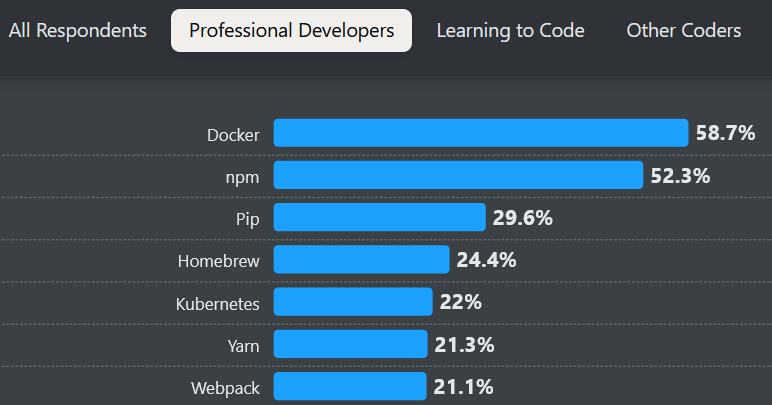 All Respondents Professional Developers Learning to Code Other Coders
Docker 58.7%
npm 52.3%
Pip 29.6%
Homebrew 24.4%
Kubernetes 22%
Yarn 21.3%
Webpack 21.1%